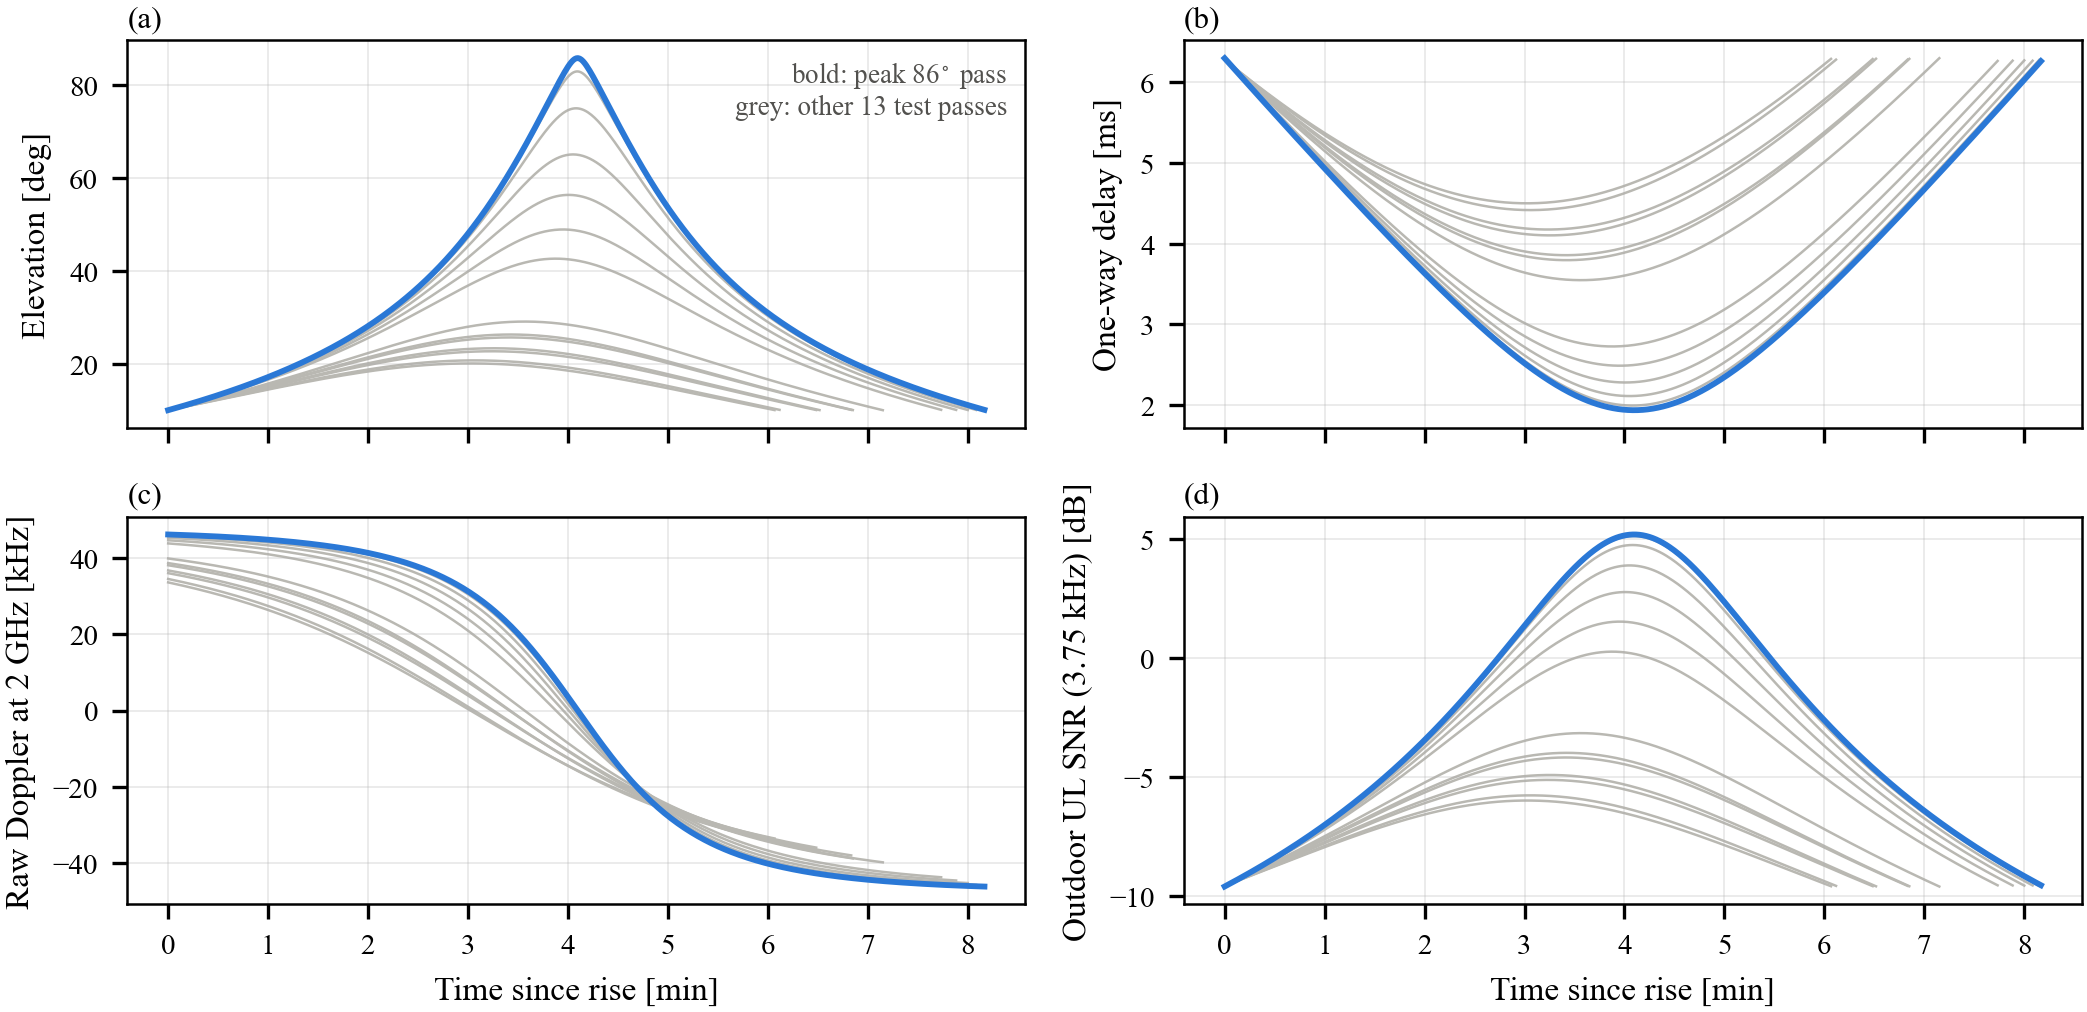 (a)
bold: peak 86° pass
grey: other 13 test passes
Elevation [deg]
80
60
40
20
(b)
One-way delay [ms]
6
5
4
3
2
(c)
Raw Doppler at 2 GHz [kHz]
40
20
0
−20
−40
0 1 2 3 4 5 6 7 8
Time since rise [min]
(d)
Outdoor UL SNR (3.75 kHz) [dB]
5
0
−5
−10
0 1 2 3 4 5 6 7 8
Time since rise [min]